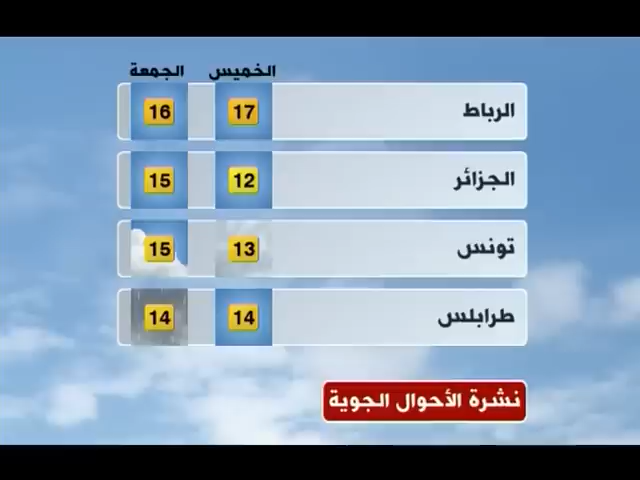 الخميس الجمعة
الرباط 17 16
الجزائر 12 15
تونس 13 15
طرابلس 14 14
نشرة الأحوال الجوية